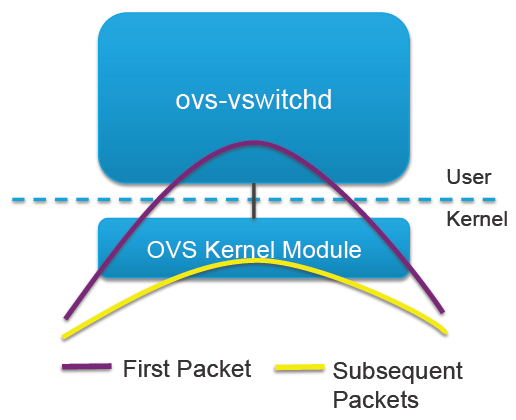 ovs-vswitchd
User
Kernel
OVS Kernel Module
First Packet
Subsequent
Packets